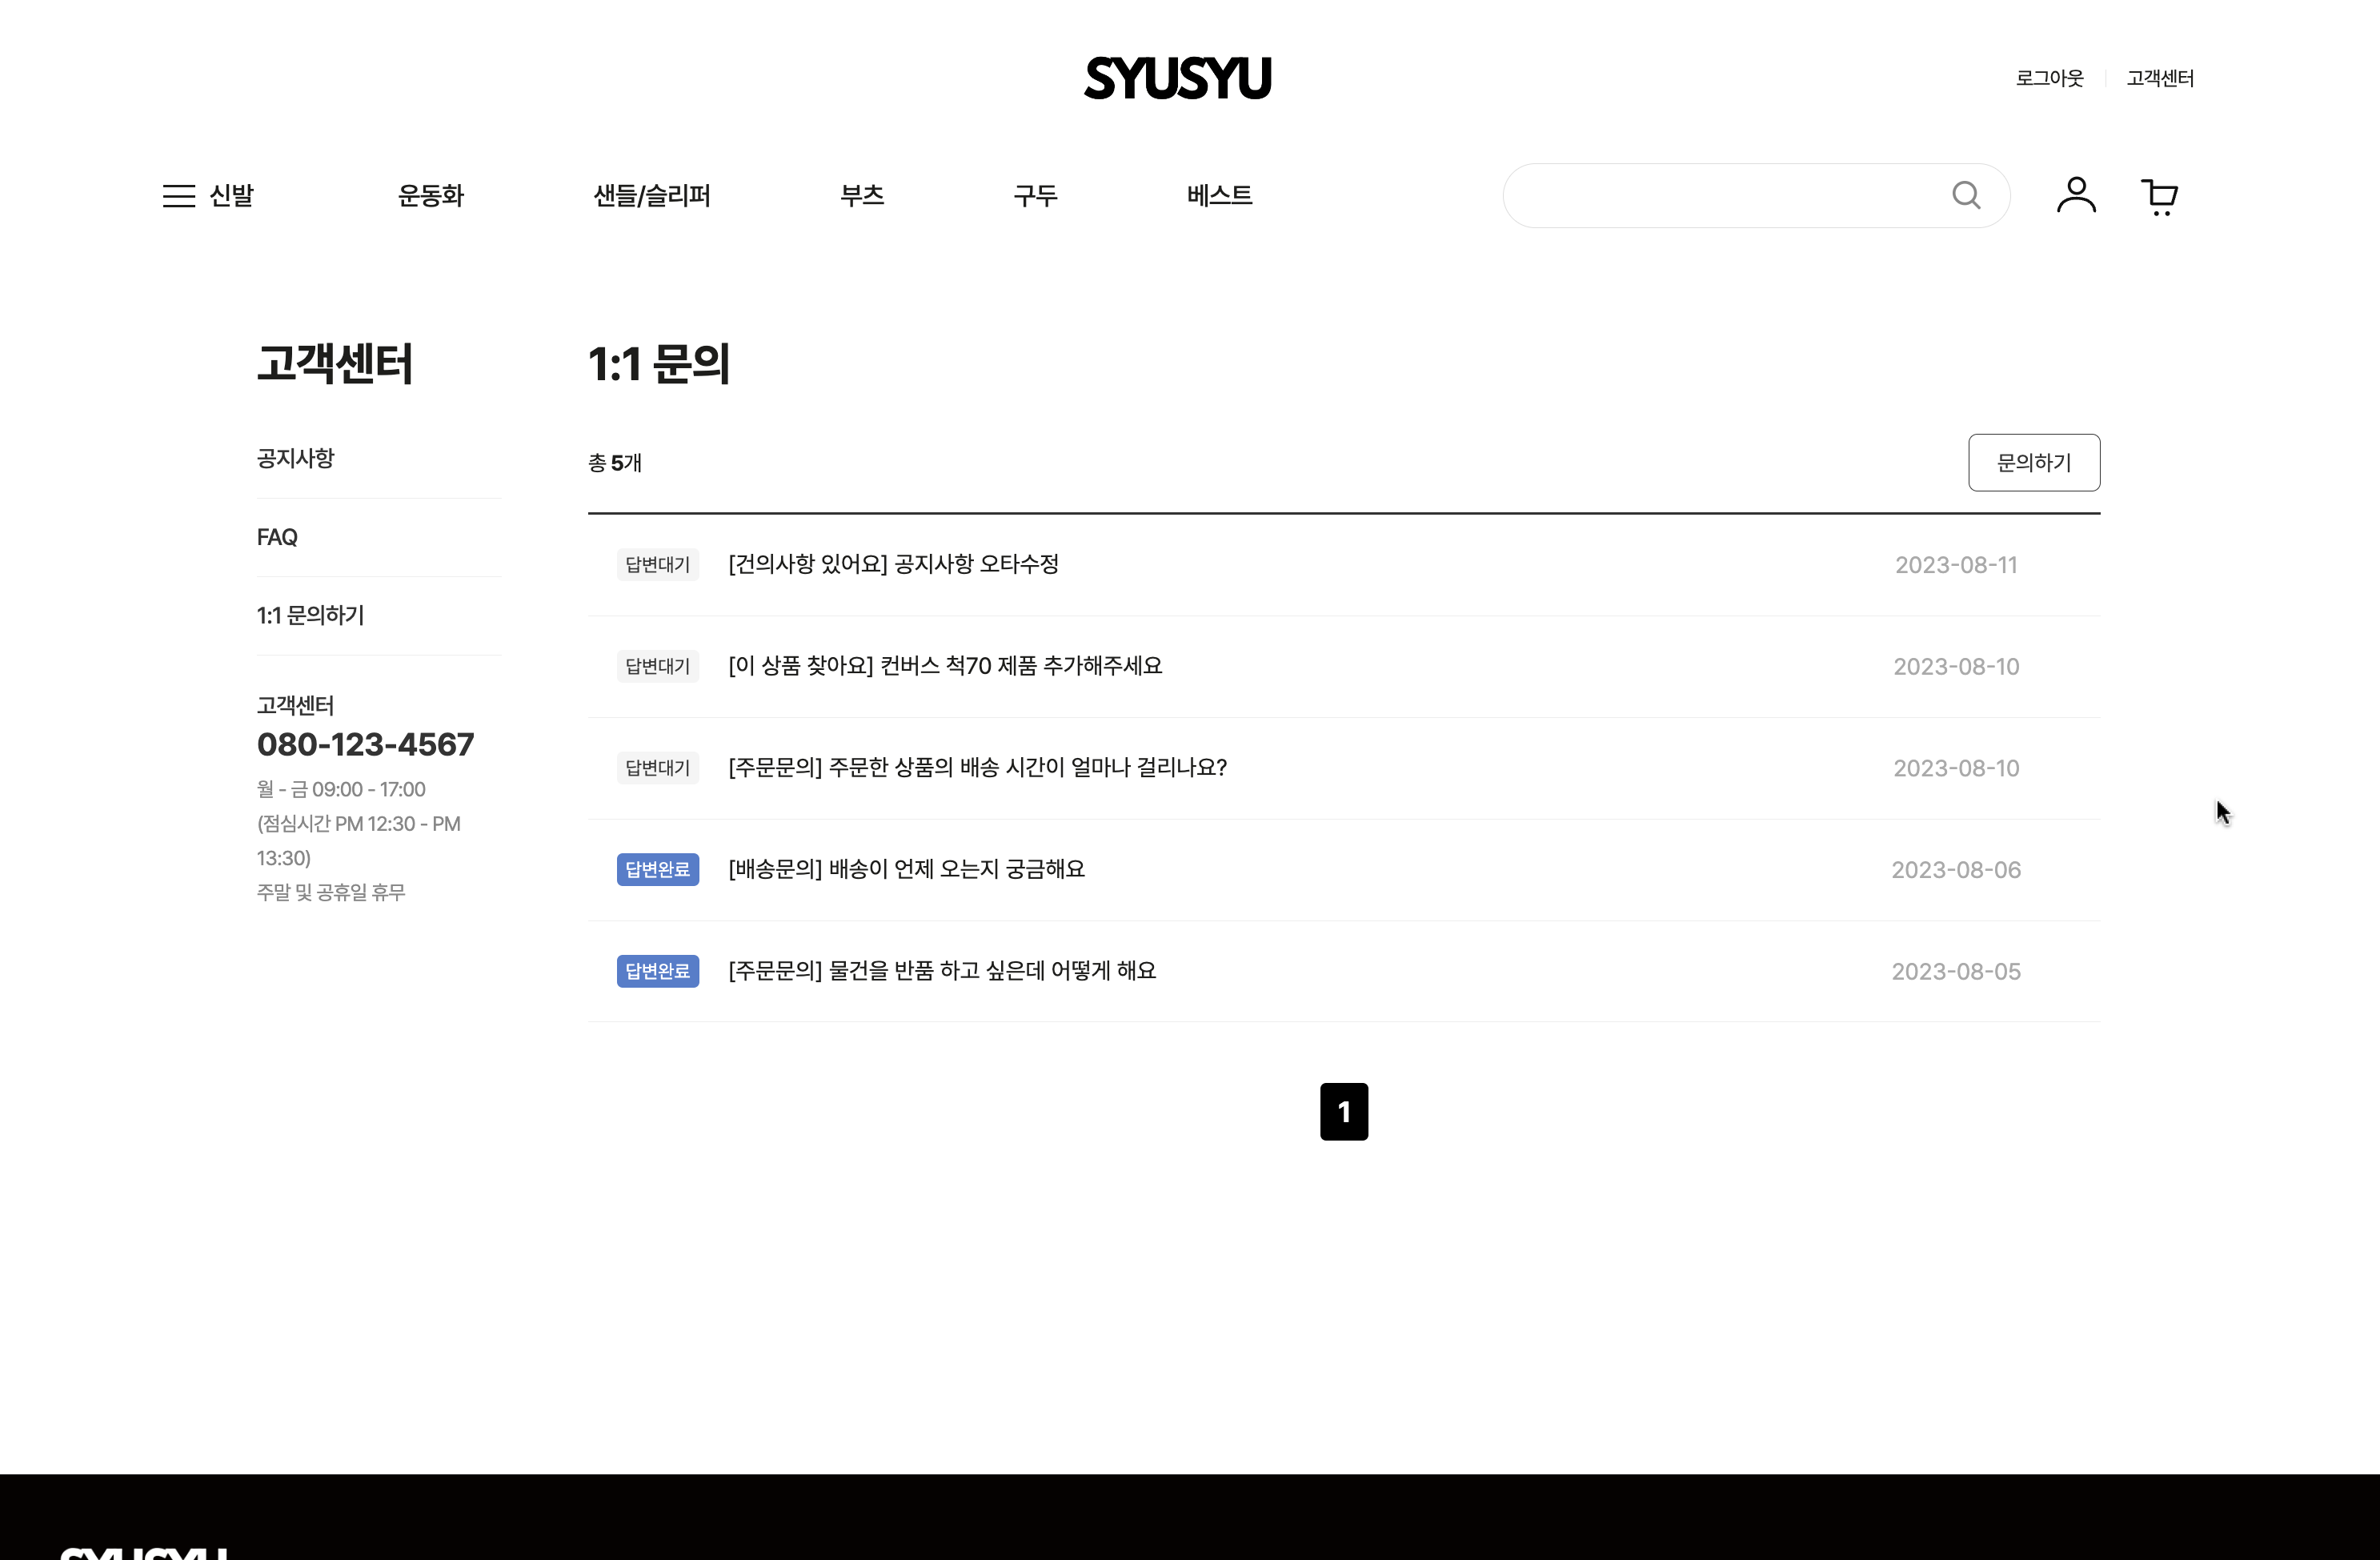 SYUSYU
로그아웃 고객센터
신발 운동화 샌들/슬리퍼 부츠 구두 베스트
고객센터
공지사항
FAQ
1:1 문의하기
고객센터
080-123-4567
월 - 금 09:00 - 17:00
(점심시간 PM 12:30 - PM
13:30)
주말 및 공휴일 휴무
1:1 문의
총 5개
문의하기
답변대기 [건의사항 있어요] 공지사항 오타수정 2023-08-11
답변대기 [이 상품 찾아요] 컨버스 척70 제품 추가해주세요 2023-08-10
답변대기 [주문문의] 주문한 상품의 배송 시간이 얼마나 걸리나요? 2023-08-10
답변완료 [배송문의] 배송이 언제 오는지 궁금해요 2023-08-06
답변완료 [주문문의] 물건을 반품 하고 싶은데 어떻게 해요 2023-08-05
1
SYUSYU